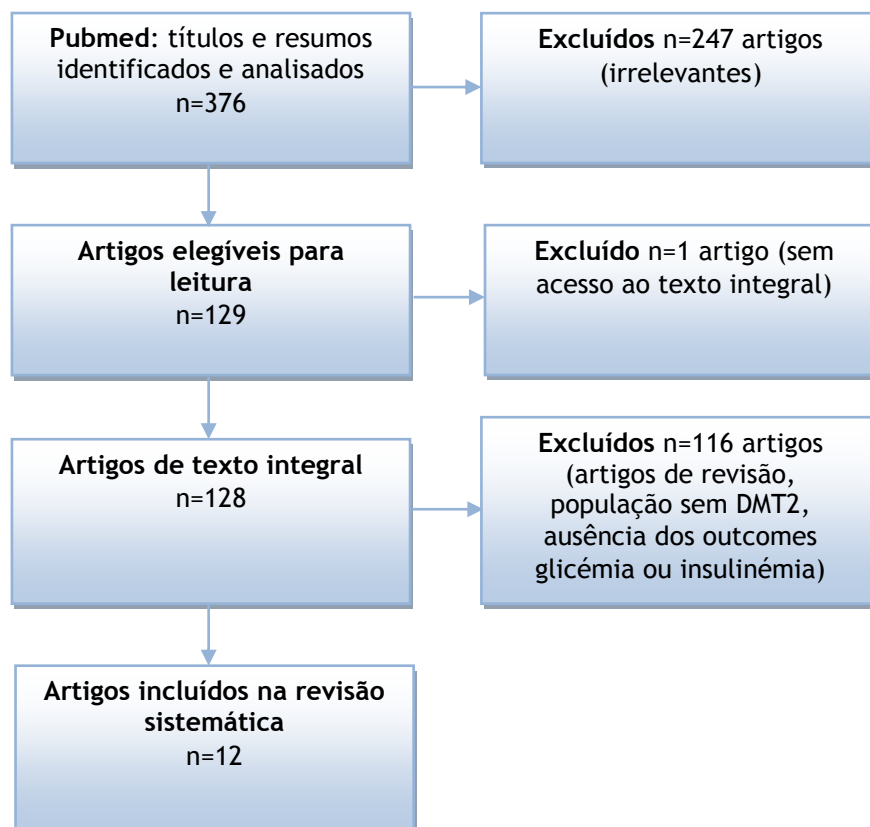 Pubmed: títulos e resumos
identificados e analisados
n=376
Excluídos n=247 artigos
(irrelevantes)
Artigos elegíveis para
leitura
n=129
Excluído n=1 artigo (sem
acesso ao texto integral)
Artigos de texto integral
n=128
Excluídos n=116 artigos
(artigos de revisão,
população sem DMT2,
ausência dos outcomes
glicémia ou insulinémia)
Artigos incluídos na revisão
sistemática
n=12